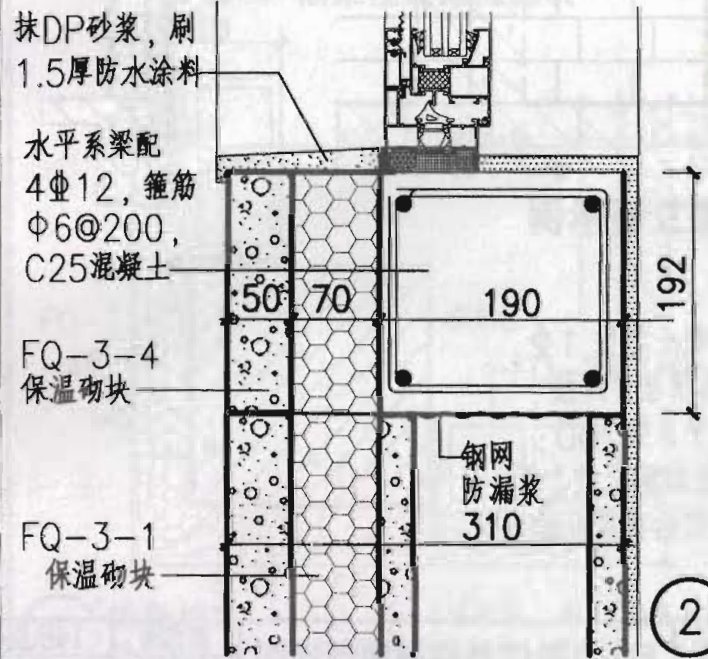 抹DP砂浆，刷
1.5厚防水涂料
水平系梁配
4⌀12，箍筋
Φ6@200，
C25混凝土
50 70 190
192
FQ-3-4
保温砌块
钢网
防漏浆
310
FQ-3-1
保温砌块
2